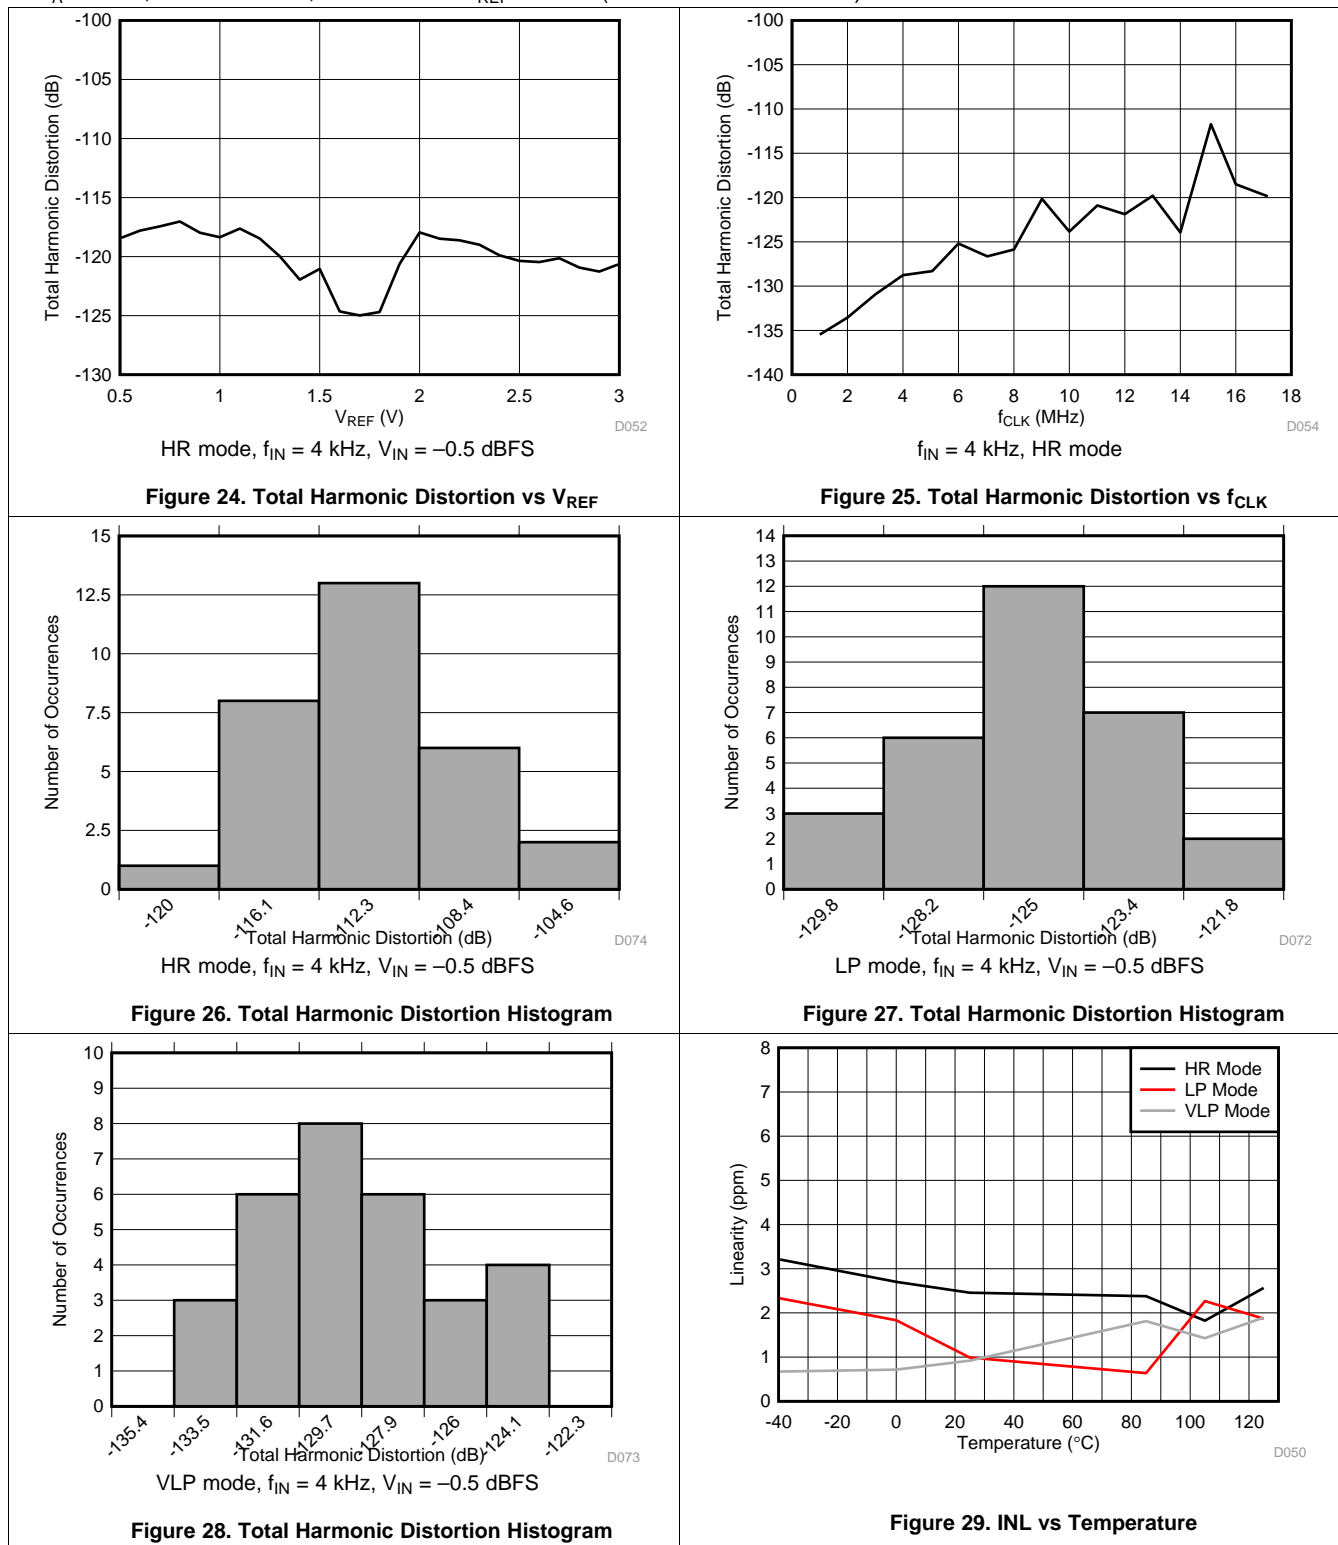 -100
-105
-110
-115
-120
-125
-130
Total Harmonic Distortion (dB)
0.5 1 1.5 2 2.5 3
VREF (V)
D052
HR mode, fIN = 4 kHz, VIN = –0.5 dBFS
Figure 24. Total Harmonic Distortion vs VREF
-100
-105
-110
-115
-120
-125
-130
-135
-140
Total Harmonic Distortion (dB)
0 2 4 6 8 10 12 14 16 18
fCLK (MHz)
D054
fIN = 4 kHz, HR mode
Figure 25. Total Harmonic Distortion vs fCLK
15
12.5
10
7.5
5
2.5
0
Number of Occurrences
-120 -116.1 -112.3 -108.4 -104.6
Total Harmonic Distortion (dB)
D074
HR mode, fIN = 4 kHz, VIN = –0.5 dBFS
Figure 26. Total Harmonic Distortion Histogram
14
13
12
11
10
9
8
7
6
5
4
3
2
1
0
Number of Occurrences
-129.8 -128.2 -125 -123.4 -121.8
Total Harmonic Distortion (dB)
D072
LP mode, fIN = 4 kHz, VIN = –0.5 dBFS
Figure 27. Total Harmonic Distortion Histogram
10
9
8
7
6
5
4
3
2
1
0
Number of Occurrences
-135.4 -133.5 -131.6 -129.7 -127.9 -126 -124.1 -122.3
Total Harmonic Distortion (dB)
D073
VLP mode, fIN = 4 kHz, VIN = –0.5 dBFS
Figure 28. Total Harmonic Distortion Histogram
8
7
6
5
4
3
2
1
0
Linearity (ppm)
HR Mode
LP Mode
VLP Mode
-40 -20 0 20 40 60 80 100 120
Temperature (°C)
D050
Figure 29. INL vs Temperature